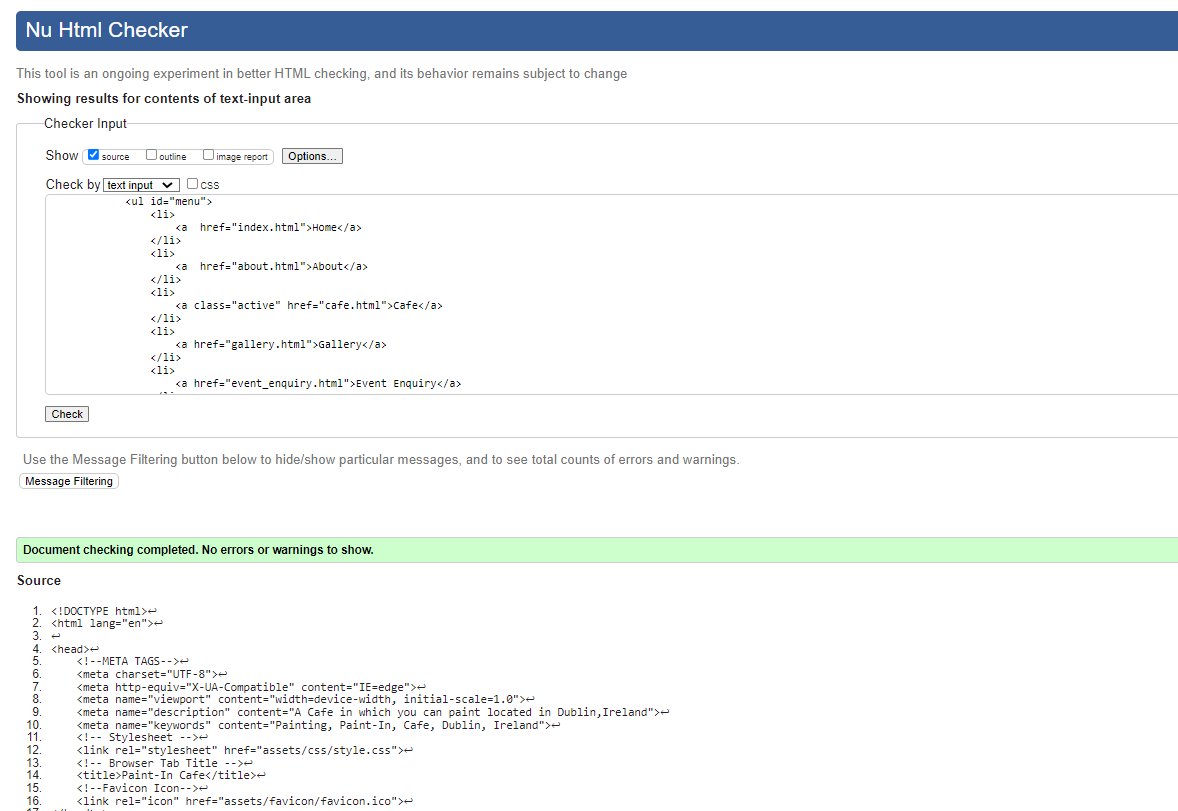 Nu Html Checker
This tool is an ongoing experiment in better HTML checking, and its behavior remains subject to change
Showing results for contents of text-input area
Checker Input
Show source outline image report Options...
Check by text input css
<ul id="menu">
<li>
<a  href="index.html">Home</a>
</li>
<li>
<a  href="about.html">About</a>
</li>
<li>
<a class="active" href="cafe.html">Cafe</a>
</li>
<li>
<a href="gallery.html">Gallery</a>
</li>
<li>
<a href="event_enquiry.html">Event Enquiry</a>
Check
Use the Message Filtering button below to hide/show particular messages, and to see total counts of errors and warnings.
Message Filtering
Document checking completed. No errors or warnings to show.
Source
1. <!DOCTYPE html>↩
2. <html lang="en">↩
3. ↩
4. <head>↩
5. <!--META TAGS-->↩
6. <meta charset="UTF-8">↩
7. <meta http-equiv="X-UA-Compatible" content="IE=edge">↩
8. <meta name="viewport" content="width=device-width, initial-scale=1.0">↩
9. <meta name="description" content="A Cafe in which you can paint located in Dublin,Ireland">↩
10. <meta name="keywords" content="Painting, Paint-In, Cafe, Dublin, Ireland">↩
11. <!-- Stylesheet -->↩
12. <link rel="stylesheet" href="assets/css/style.css">↩
13. <!-- Browser Tab Title -->↩
14. <title>Paint-In Cafe</title>↩
15. <!--Favicon Icon-->↩
16. <link rel="icon" href="assets/favicon/favicon.ico">↩